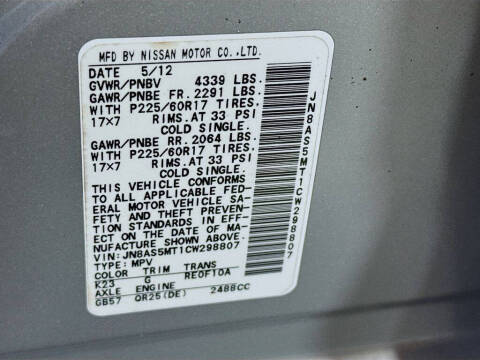 MFD BY NISSAN MOTOR CO.,LTD.
DATE 5/12
GVWR/PNBV 4339 LBS.
GAWR/PNBE FR. 2291 LBS.
WITH P225/60R17 TIRES.
17×7 RIMS. AT 33 PSI
COLD SINGLE.
GAWR/PNBE RR. 2064 LBS.
WITH P225/60R17 TIRES.
17×7 RIMS. AT 33 PSI
COLD SINGLE.
THIS VEHICLE CONFORMS
TO ALL APPLICABLE FED-
ERAL MOTOR VEHICLE SA-
FETY AND THEFT PREVEN-
TION STANDARDS IN EFF-
ECT ON THE DATE OF MA-
NUFACTURE SHOWN ABOVE.
VIN: JN8AS5MT1CW298807
TYPE: MPV
COLOR TRIM TRANS
K23 G RE0F10A
AXLE ENGINE
GB57 QR25(DE) 2488CC
JN8AS5MT1CW298807